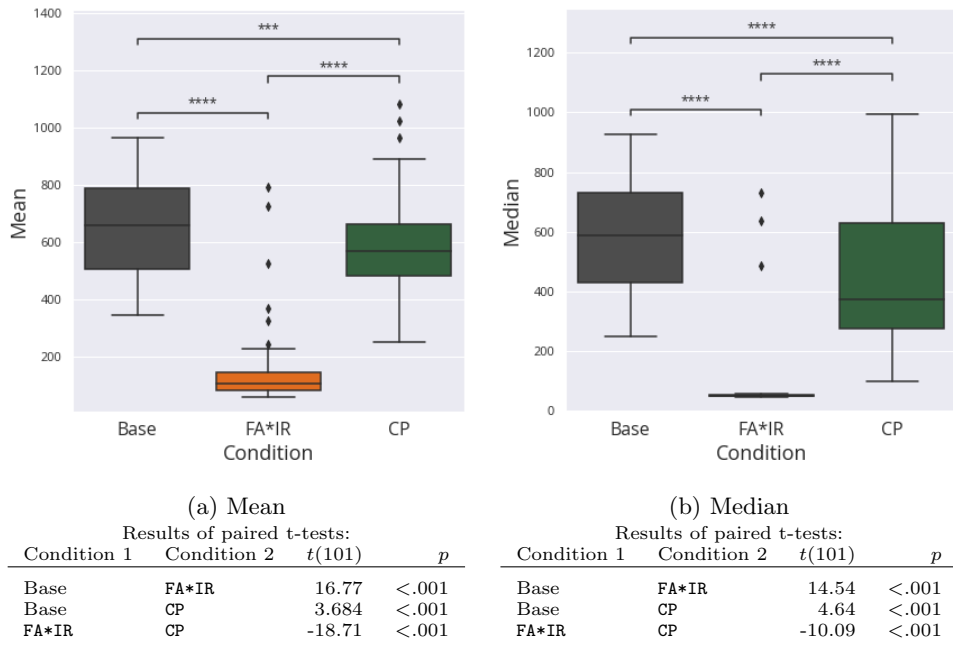 1400
1200
1000
800
600
400
200
Mean
***
****
****
Base FA*IR CP
Condition
1200
1000
800
600
400
200
0
Median
****
****
****
Base FA*IR CP
Condition
(a) Mean
Results of paired t-tests:
Condition 1 Condition 2 t(101) p
Base FA*IR 16.77 <.001
Base CP 3.684 <.001
FA*IR CP -18.71 <.001
(b) Median
Results of paired t-tests:
Condition 1 Condition 2 t(101) p
Base FA*IR 14.54 <.001
Base CP 4.64 <.001
FA*IR CP -10.09 <.001